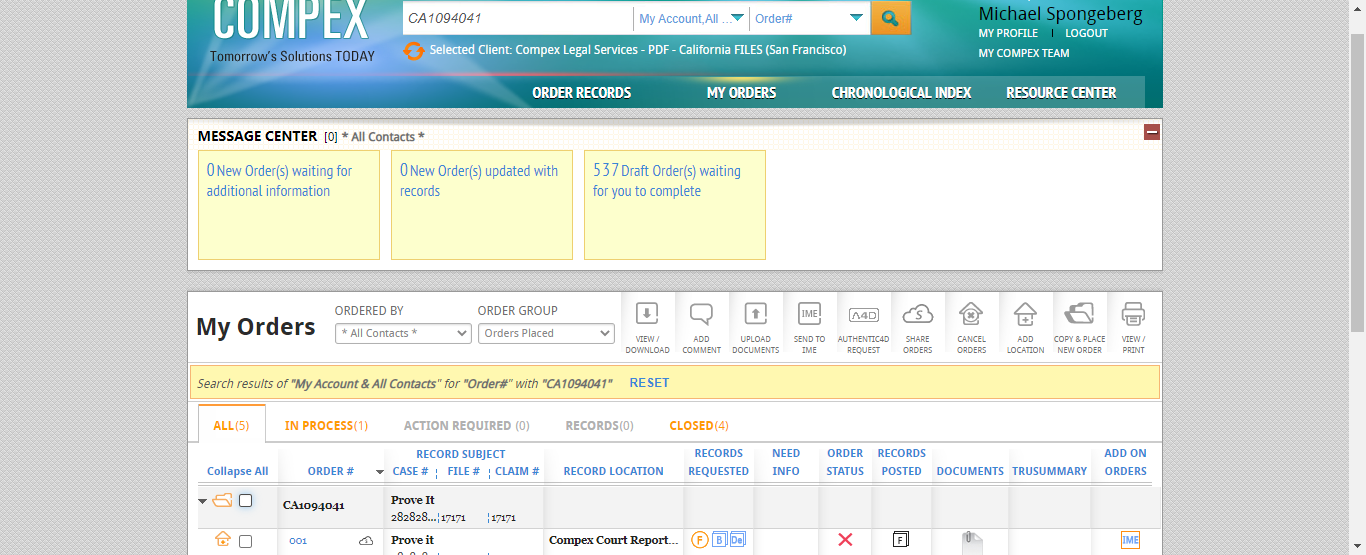 COMPEX
Tomorrow's Solutions TODAY
CA1094041
My Account,All ...
Order#
Selected Client: Compex Legal Services - PDF - California FILES (San Francisco)
Michael Spongeberg
MY PROFILE | LOGOUT
MY COMPEX TEAM
ORDER RECORDS
MY ORDERS
CHRONOLOGICAL INDEX
RESOURCE CENTER
MESSAGE CENTER [0] * All Contacts *
0 New Order(s) waiting for
additional information
0 New Order(s) updated with
records
537 Draft Order(s) waiting
for you to complete
My Orders
ORDERED BY
* All Contacts *
ORDER GROUP
Orders Placed
VIEW /
DOWNLOAD
ADD
COMMENT
UPLOAD
DOCUMENTS
IME
SEND TO
IME
A4D
AUTHENTIC4D
REQUEST
SHARE
ORDERS
CANCEL
ORDERS
ADD
LOCATION
COPY & PLACE
NEW ORDER
VIEW /
PRINT
Search results of "My Account & All Contacts" for "Order#" with "CA1094041" RESET
ALL(5)
IN PROCESS(1)
ACTION REQUIRED (0)
RECORDS(0)
CLOSED(4)
Collapse All
ORDER #
RECORD SUBJECT
CASE # FILE # CLAIM #
RECORD LOCATION
RECORDS
REQUESTED
NEED
INFO
ORDER
STATUS
RECORDS
POSTED
DOCUMENTS
TRUSUMMARY
ADD ON
ORDERS
CA1094041
Prove It
282828... 17171 17171
001
Prove it
Compex Court Report...
F B De
F
IME